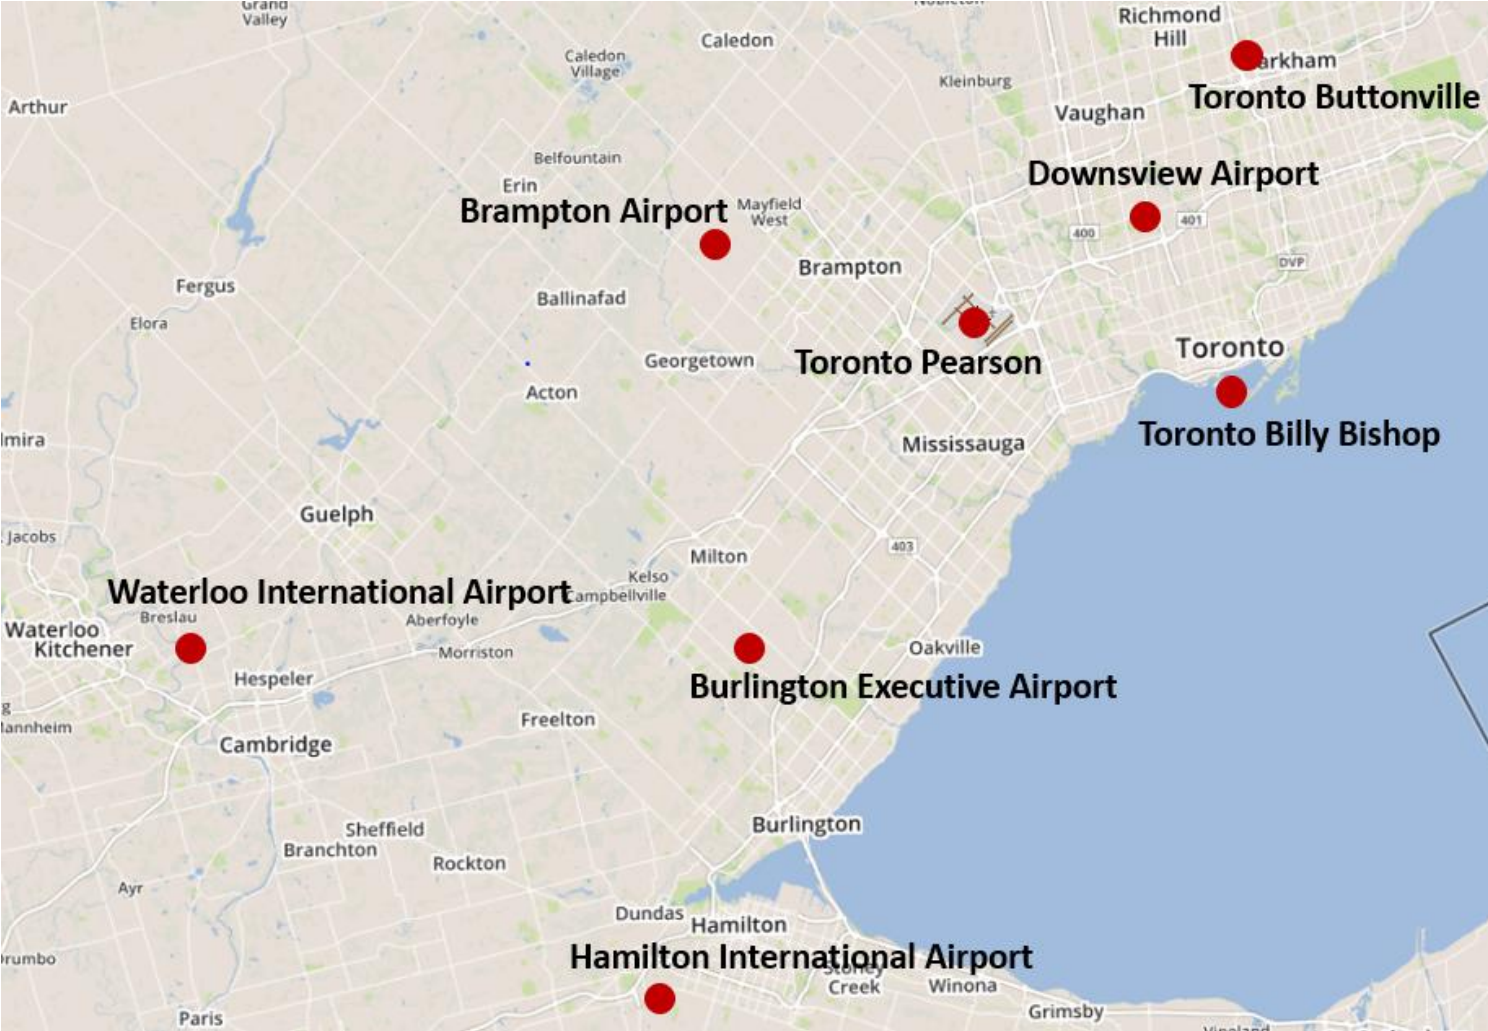 Grand
Valley
Richmond
Hill
Caledon
Caledon
Village
arkham
Kleinburg
Toronto Buttonville
Arthur
Vaughan
Belfountain
Downsview Airport
Erin
Brampton Airport
Mayfield
West
401
400
DVP
Brampton
Fergus
Ballinafad
Elora
Toronto
Georgetown
Toronto Pearson
Acton
lmira
Mississauga
Toronto Billy Bishop
Guelph
Jacobs
403
Milton
Kelso
Waterloo International Airport
Campbellville
Breslau
Aberfoyle
Waterloo
Kitchener
Morriston
Oakville
Hespeler
Burlington Executive Airport
g
Mannheim
Freelton
Cambridge
Burlington
Sheffield
Branchton
Rockton
Ayr
Dundas
Hamilton
Hamilton International Airport
Drumbo
Stoney
Creek
Winona
Grimsby
Paris